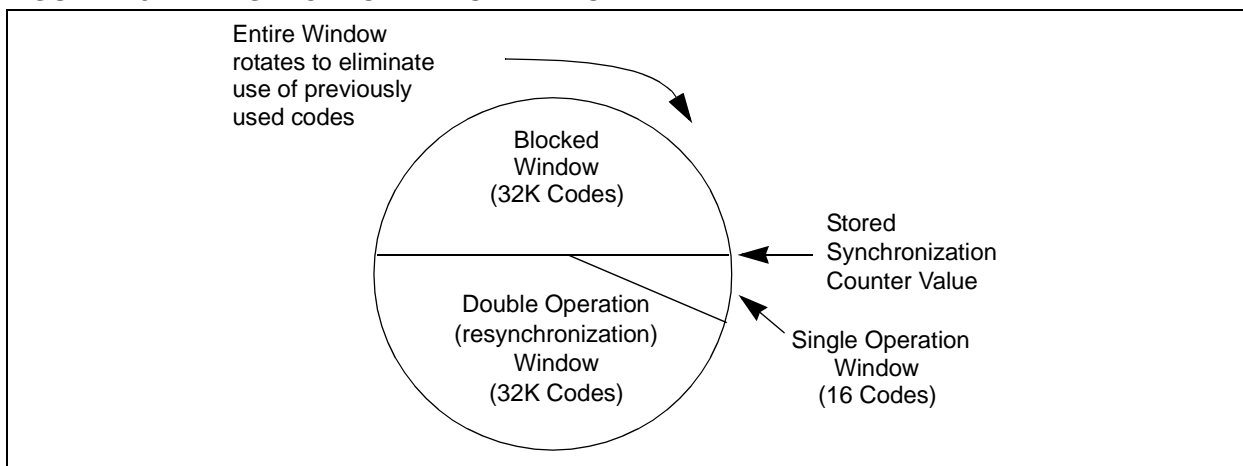 Entire Window
rotates to eliminate
use of previously
used codes
Blocked
Window
(32K Codes)
Stored
Synchronization
Counter Value
Double Operation
(resynchronization)
Window
(32K Codes)
Single Operation
Window
(16 Codes)